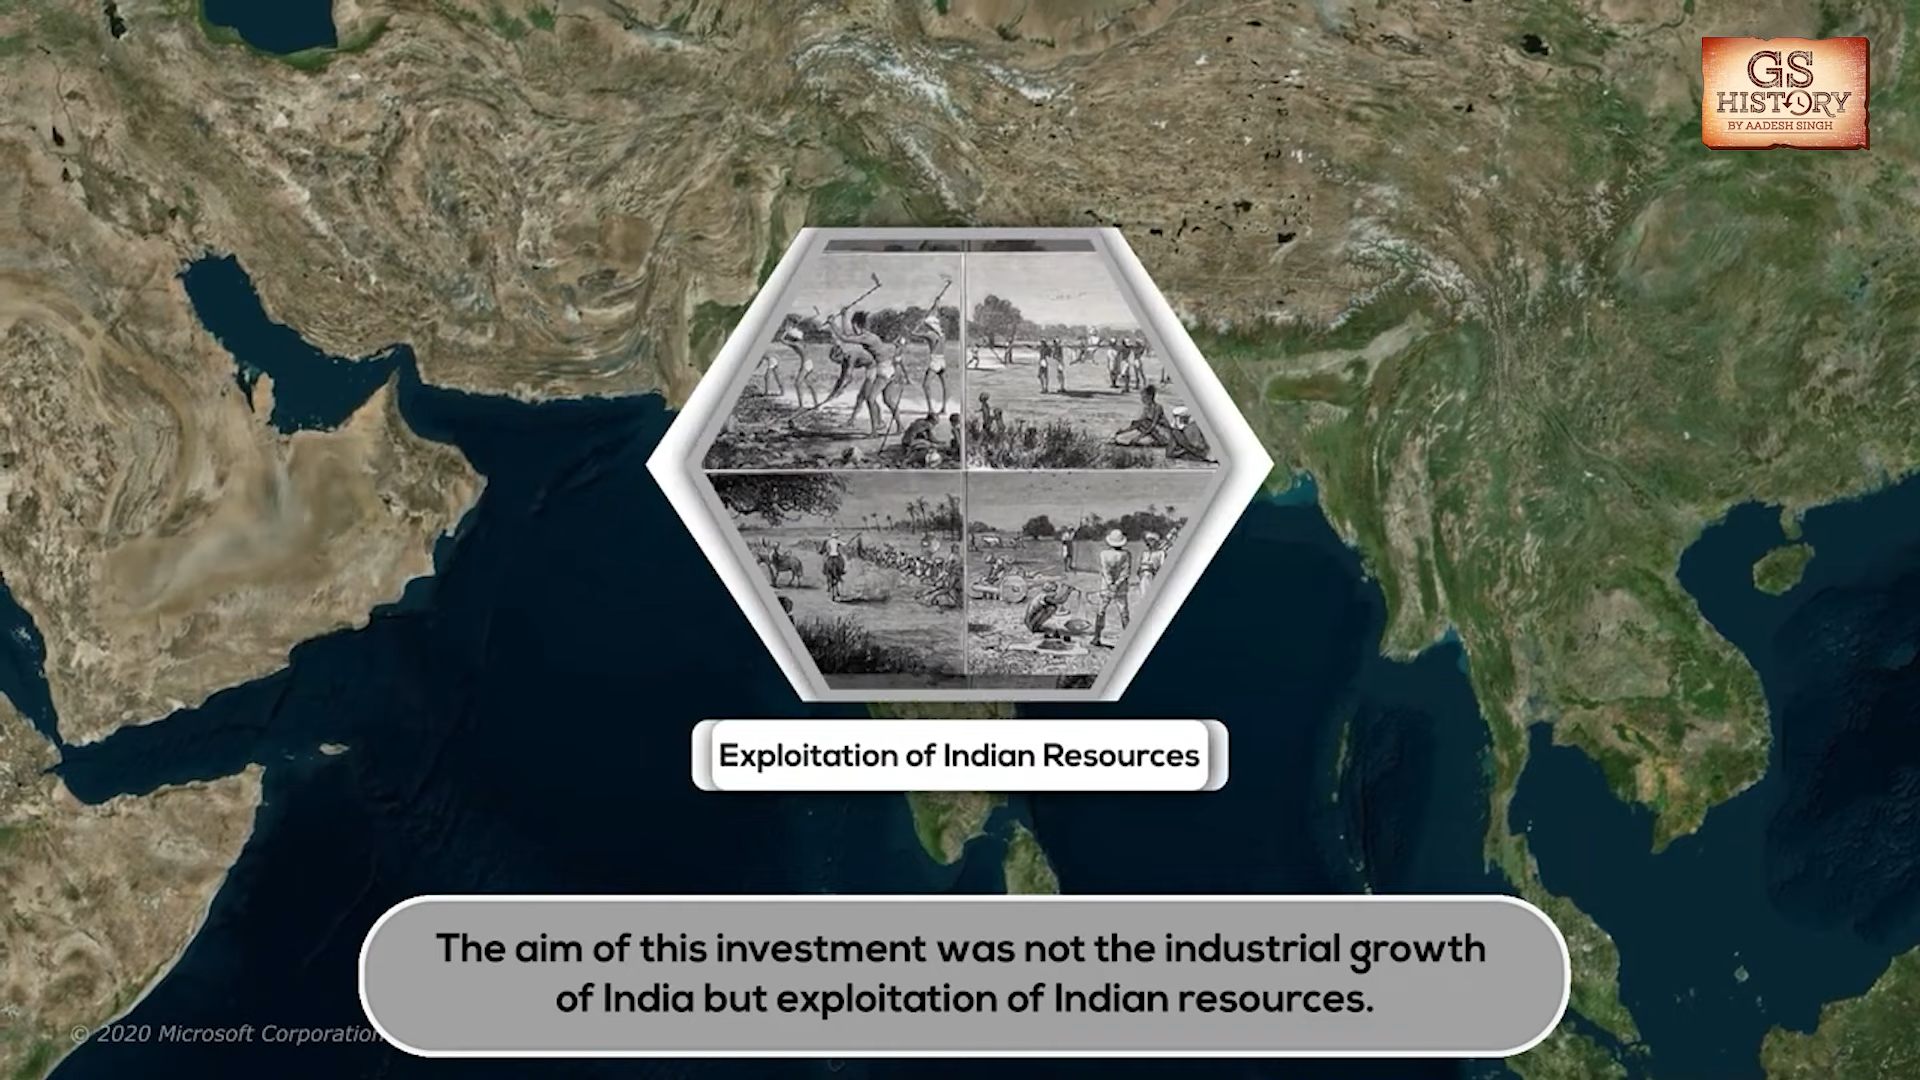 GS
HISTORY
BY AADESH SINGH
Exploitation of Indian Resources
The aim of this investment was not the industrial growth
of India but exploitation of Indian resources.
© 2020 Microsoft Corporation